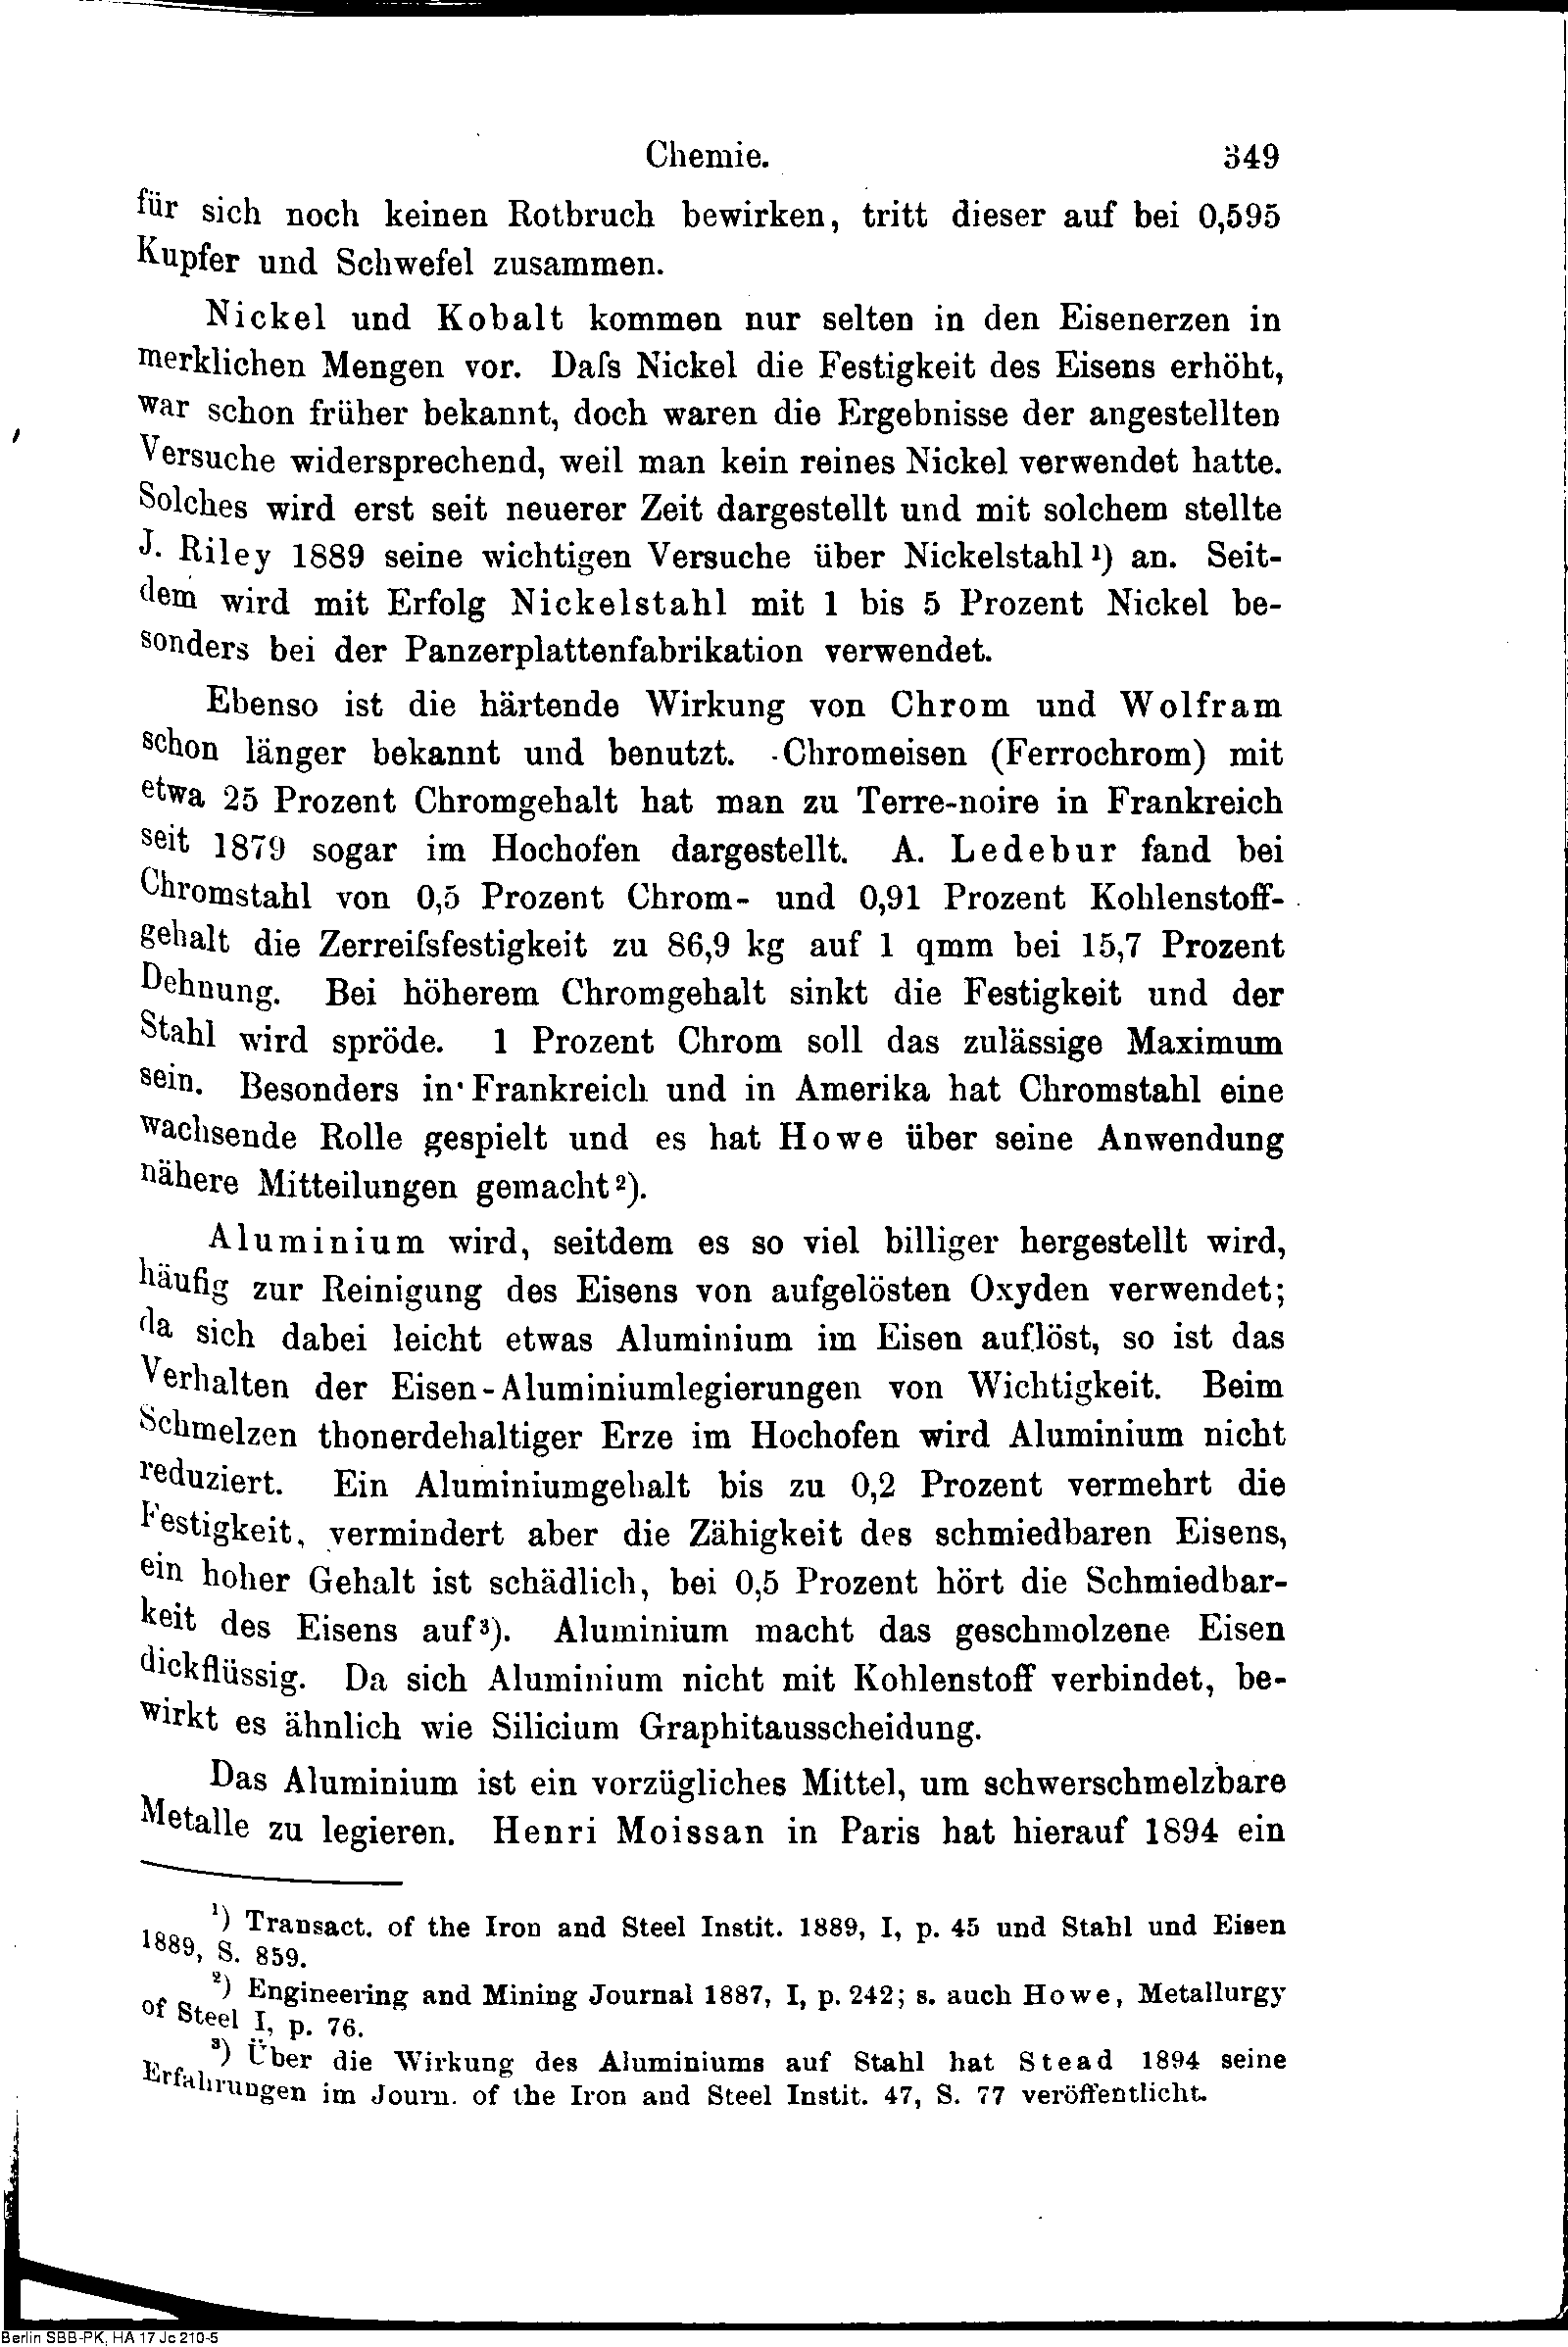 Chemie. 349
für sich noch keinen Rotbruch bewirken, tritt dieser auf bei 0,595
Kupfer und Schwefel zusammen.
Nickel und Kobalt kommen nur selten in den Eisenerzen in
merklichen Mengen vor. Daſs Nickel die Festigkeit des Eisens erhöht,
war schon früher bekannt, doch waren die Ergebnisse der angestellten
Versuche widersprechend, weil man kein reines Nickel verwendet hatte.
Solches wird erst seit neuerer Zeit dargestellt und mit solchem stellte
J. Riley 1889 seine wichtigen Versuche über Nickelstahl¹) an. Seit-
dem wird mit Erfolg Nickelstahl mit 1 bis 5 Prozent Nickel be-
sonders bei der Panzerplattenfabrikation verwendet.
Ebenso ist die härtende Wirkung von Chrom und Wolfram
schon länger bekannt und benutzt. Chromeisen (Ferrochrom) mit
etwa 25 Prozent Chromgehalt hat man zu Terre-noire in Frankreich
seit 1879 sogar im Hochofen dargestellt. A. Ledebur fand bei
Chromstahl von 0,5 Prozent Chrom- und 0,91 Prozent Kohlenstoff-
gehalt die Zerreiſsfestigkeit zu 86,9 kg auf 1 qmm bei 15,7 Prozent
Dehnung. Bei höherem Chromgehalt sinkt die Festigkeit und der
Stahl wird spröde. 1 Prozent Chrom soll das zulässige Maximum
sein. Besonders in Frankreich und in Amerika hat Chromstahl eine
wachsende Rolle gespielt und es hat Howe über seine Anwendung
nähere Mitteilungen gemacht²).
Aluminium wird, seitdem es so viel billiger hergestellt wird,
häufig zur Reinigung des Eisens von aufgelösten Oxyden verwendet;
da sich dabei leicht etwas Aluminium im Eisen auflöst, so ist das
Verhalten der Eisen-Aluminiumlegierungen von Wichtigkeit. Beim
Schmelzen thonerdehaltiger Erze im Hochofen wird Aluminium nicht
reduziert. Ein Aluminiumgehalt bis zu 0,2 Prozent vermehrt die
Festigkeit, vermindert aber die Zähigkeit des schmiedbaren Eisens,
ein hoher Gehalt ist schädlich, bei 0,5 Prozent hört die Schmiedbar-
keit des Eisens auf³). Aluminium macht das geschmolzene Eisen
dickflüssig. Da sich Aluminium nicht mit Kohlenstoff verbindet, be-
wirkt es ähnlich wie Silicium Graphitausscheidung.
Das Aluminium ist ein vorzügliches Mittel, um schwerschmelzbare
Metalle zu legieren. Henri Moissan in Paris hat hierauf 1894 ein
¹) Transact. of the Iron and Steel Instit. 1889, I, p. 45 und Stahl und Eisen
1889, S. 859.
²) Engineering and Mining Journal 1887, I, p. 242; s. auch Howe, Metallurgy
of Steel I, p. 76.
³) Über die Wirkung des Aluminiums auf Stahl hat Stead 1894 seine
Erfahrungen im Journ. of the Iron and Steel Instit. 47, S. 77 veröffentlicht.
Berlin SBB-PK, HA 17 Jc 210-5